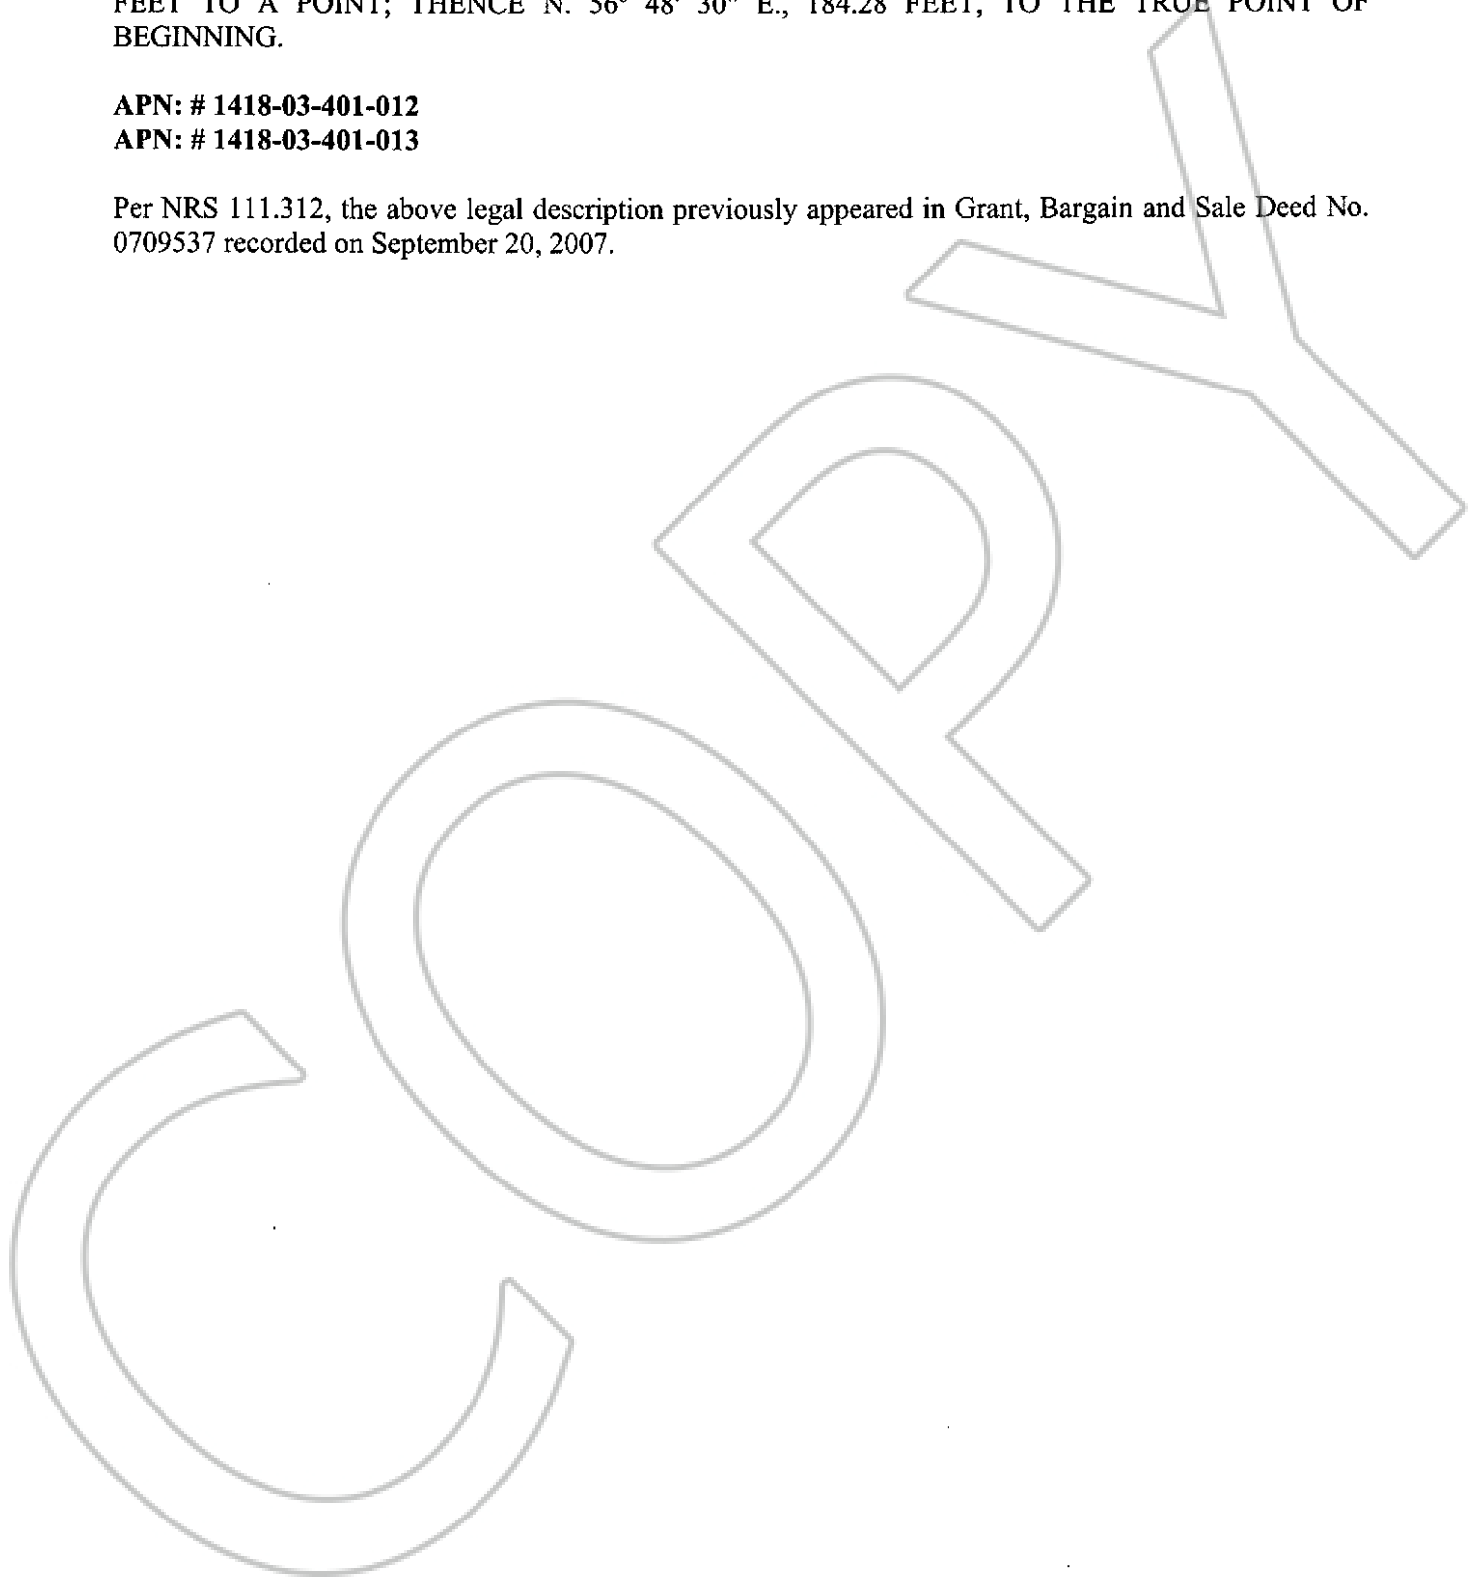 FEET TO A POINT; THENCE N. 56° 48' 30" E., 184.28 FEET, TO THE TRUE POINT OF
BEGINNING.
APN: # 1418-03-401-012
APN: # 1418-03-401-013
Per NRS 111.312, the above legal description previously appeared in Grant, Bargain and Sale Deed No.
0709537 recorded on September 20, 2007.
COPY